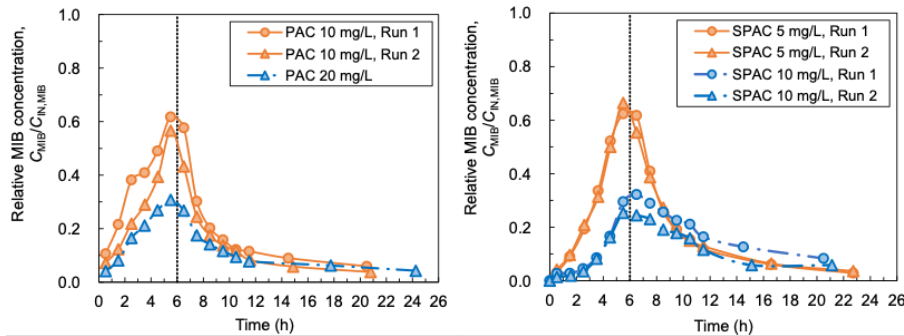 Relative MIB concentration,
C_MIB/C_IN,MIB
1.0
0.8
0.6
0.4
0.2
0.0
PAC 10 mg/L, Run 1
PAC 10 mg/L, Run 2
PAC 20 mg/L
0 2 4 6 8 10 12 14 16 18 20 22 24 26
Time (h)
Relative MIB concentration,
C_MIB/C_IN,MIB
1.0
0.8
0.6
0.4
0.2
0.0
SPAC 5 mg/L, Run 1
SPAC 5 mg/L, Run 2
SPAC 10 mg/L, Run 1
SPAC 10 mg/L, Run 2
0 2 4 6 8 10 12 14 16 18 20 22 24 26
Time (h)